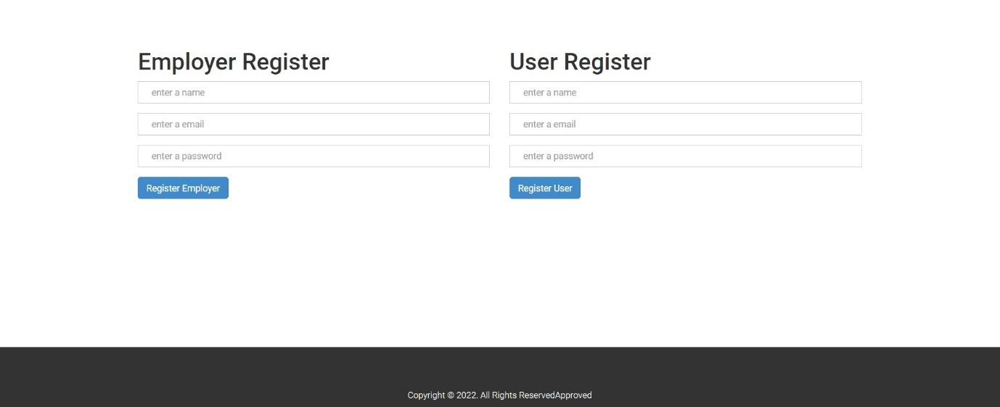 Employer Register
enter a name
enter a email
enter a password
Register Employer
User Register
enter a name
enter a email
enter a password
Register User
Copyright © 2022. All Rights ReservedApproved